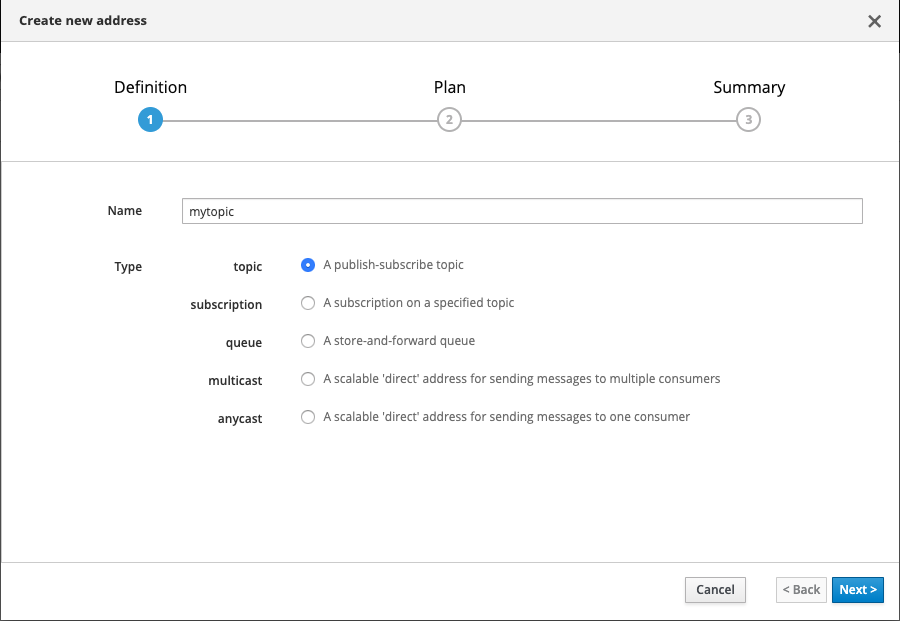 Create new address
Definition Plan Summary
1 2 3
Name mytopic
Type topic A publish-subscribe topic
subscription A subscription on a specified topic
queue A store-and-forward queue
multicast A scalable 'direct' address for sending messages to multiple consumers
anycast A scalable 'direct' address for sending messages to one consumer
Cancel < Back Next >